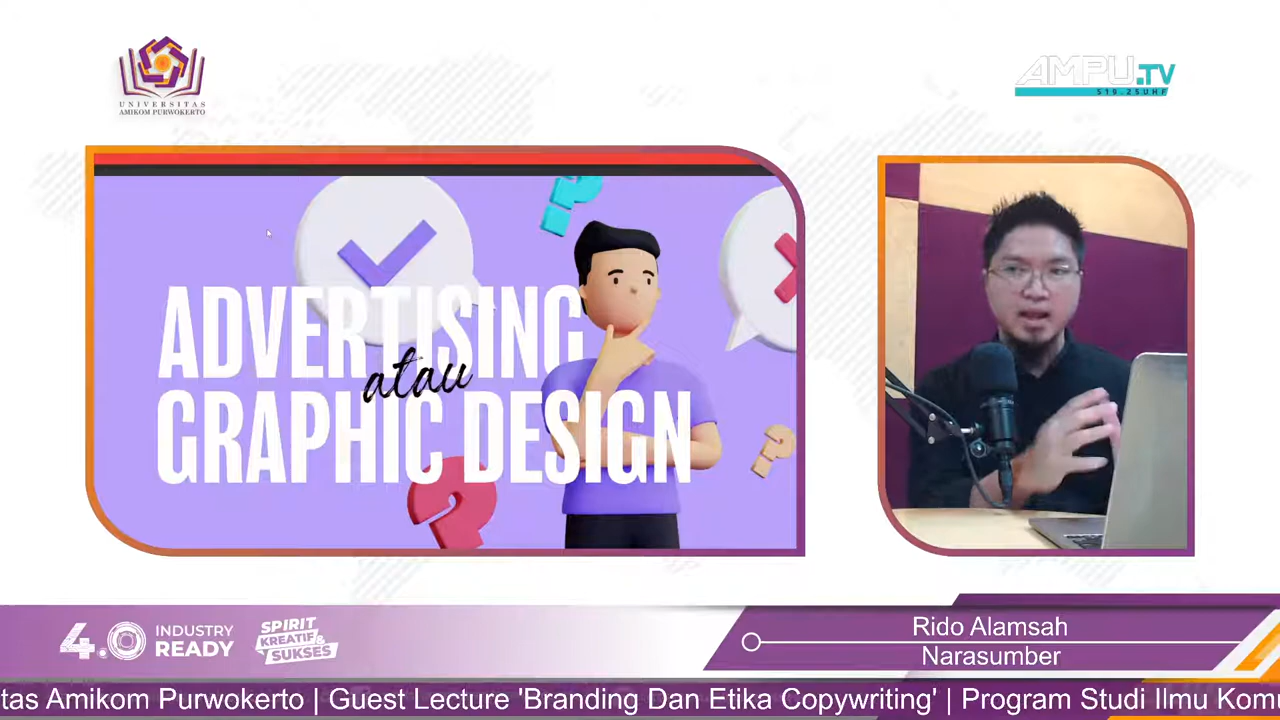 UNIVERSITAS
AMIKOM PURWOKERTO
AMPU.TV
S19.25UHF
ADVERTISING
atau
GRAPHIC DESIGN
4.0 INDUSTRY
READY
SPIRIT
KREATIF &
SUKSES
Rido Alamsah
Narasumber
tas Amikom Purwokerto | Guest Lecture 'Branding Dan Etika Copywriting' | Program Studi Ilmu Kom